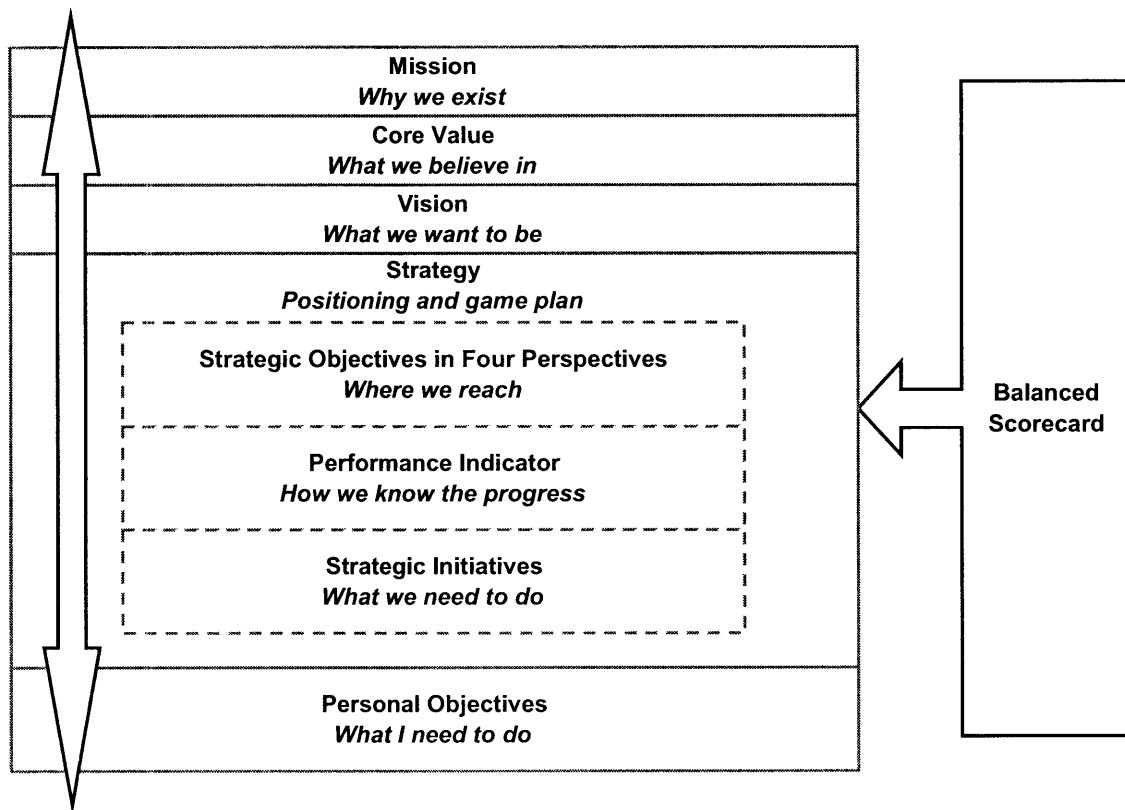 Mission
Why we exist
Core Value
What we believe in
Vision
What we want to be
Strategy
Positioning and game plan
Strategic Objectives in Four Perspectives
Where we reach
Performance Indicator
How we know the progress
Strategic Initiatives
What we need to do
Personal Objectives
What I need to do
Balanced
Scorecard